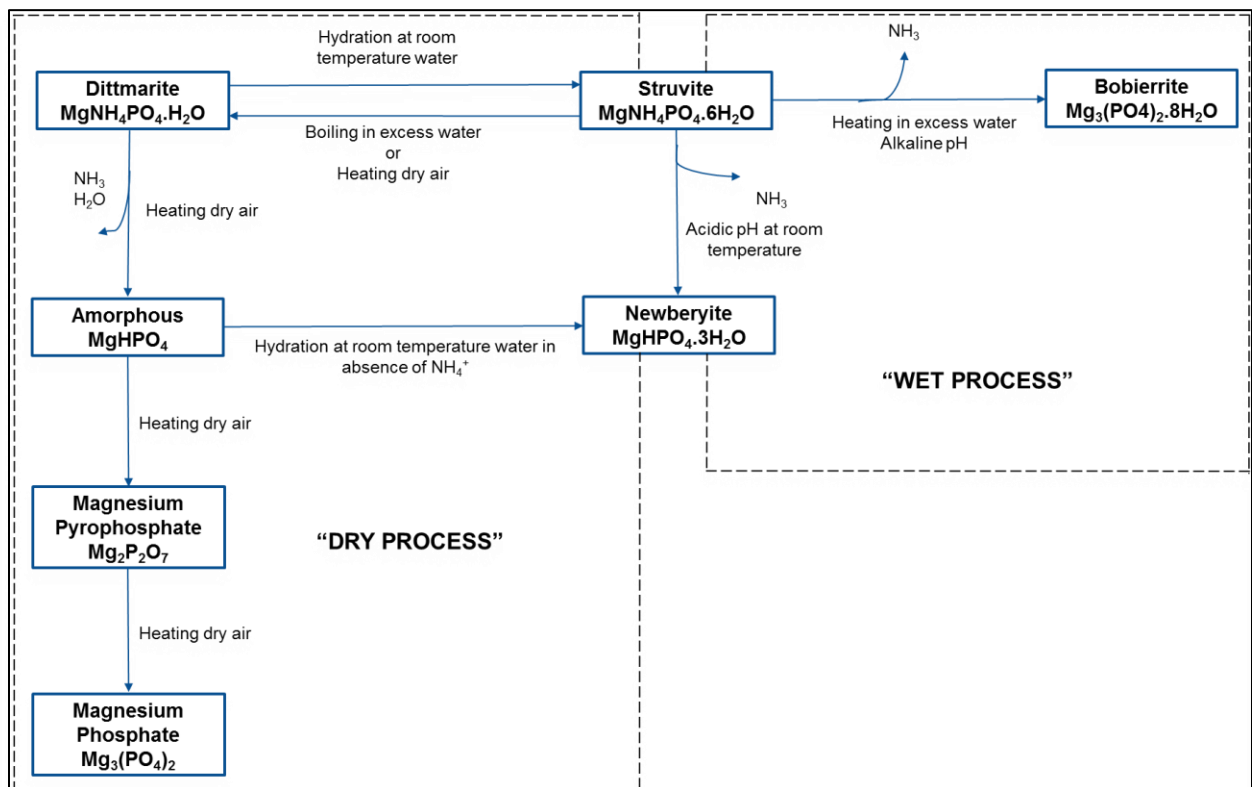 Hydration at room
temperature water
NH₃
Dittmarite
MgNH₄PO₄.H₂O
Struvite
MgNH₄PO₄.6H₂O
Bobierrite
Mg₃(PO4)₂.8H₂O
Boiling in excess water
or
Heating dry air
Heating in excess water
Alkaline pH
NH₃
H₂O
Heating dry air
NH₃
Acidic pH at room
temperature
Amorphous
MgHPO₄
Newberyite
MgHPO₄.3H₂O
Hydration at room temperature water in
absence of NH₄⁺
"WET PROCESS"
Heating dry air
Magnesium
Pyrophosphate
Mg₂P₂O₇
"DRY PROCESS"
Heating dry air
Magnesium
Phosphate
Mg₃(PO₄)₂